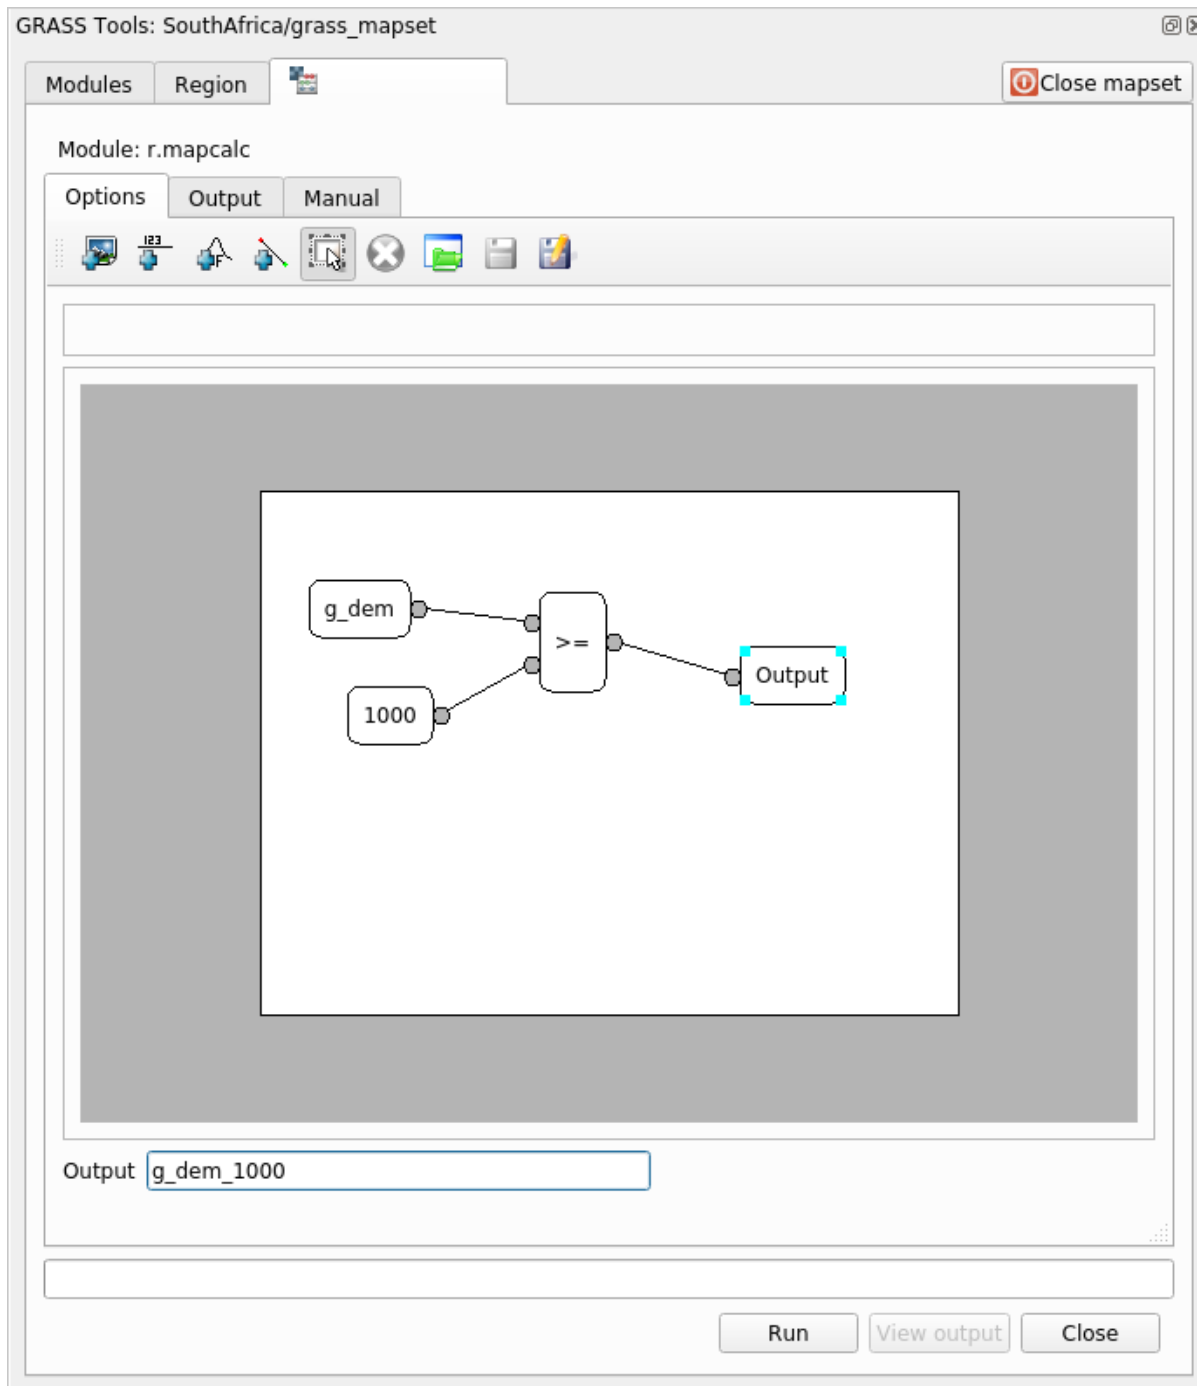 GRASS Tools: SouthAfrica/grass_mapset
Modules Region Close mapset
Module: r.mapcalc
Options Output Manual
123
F
g_dem
>=
Output
1000
Output g_dem_1000
Run View output Close